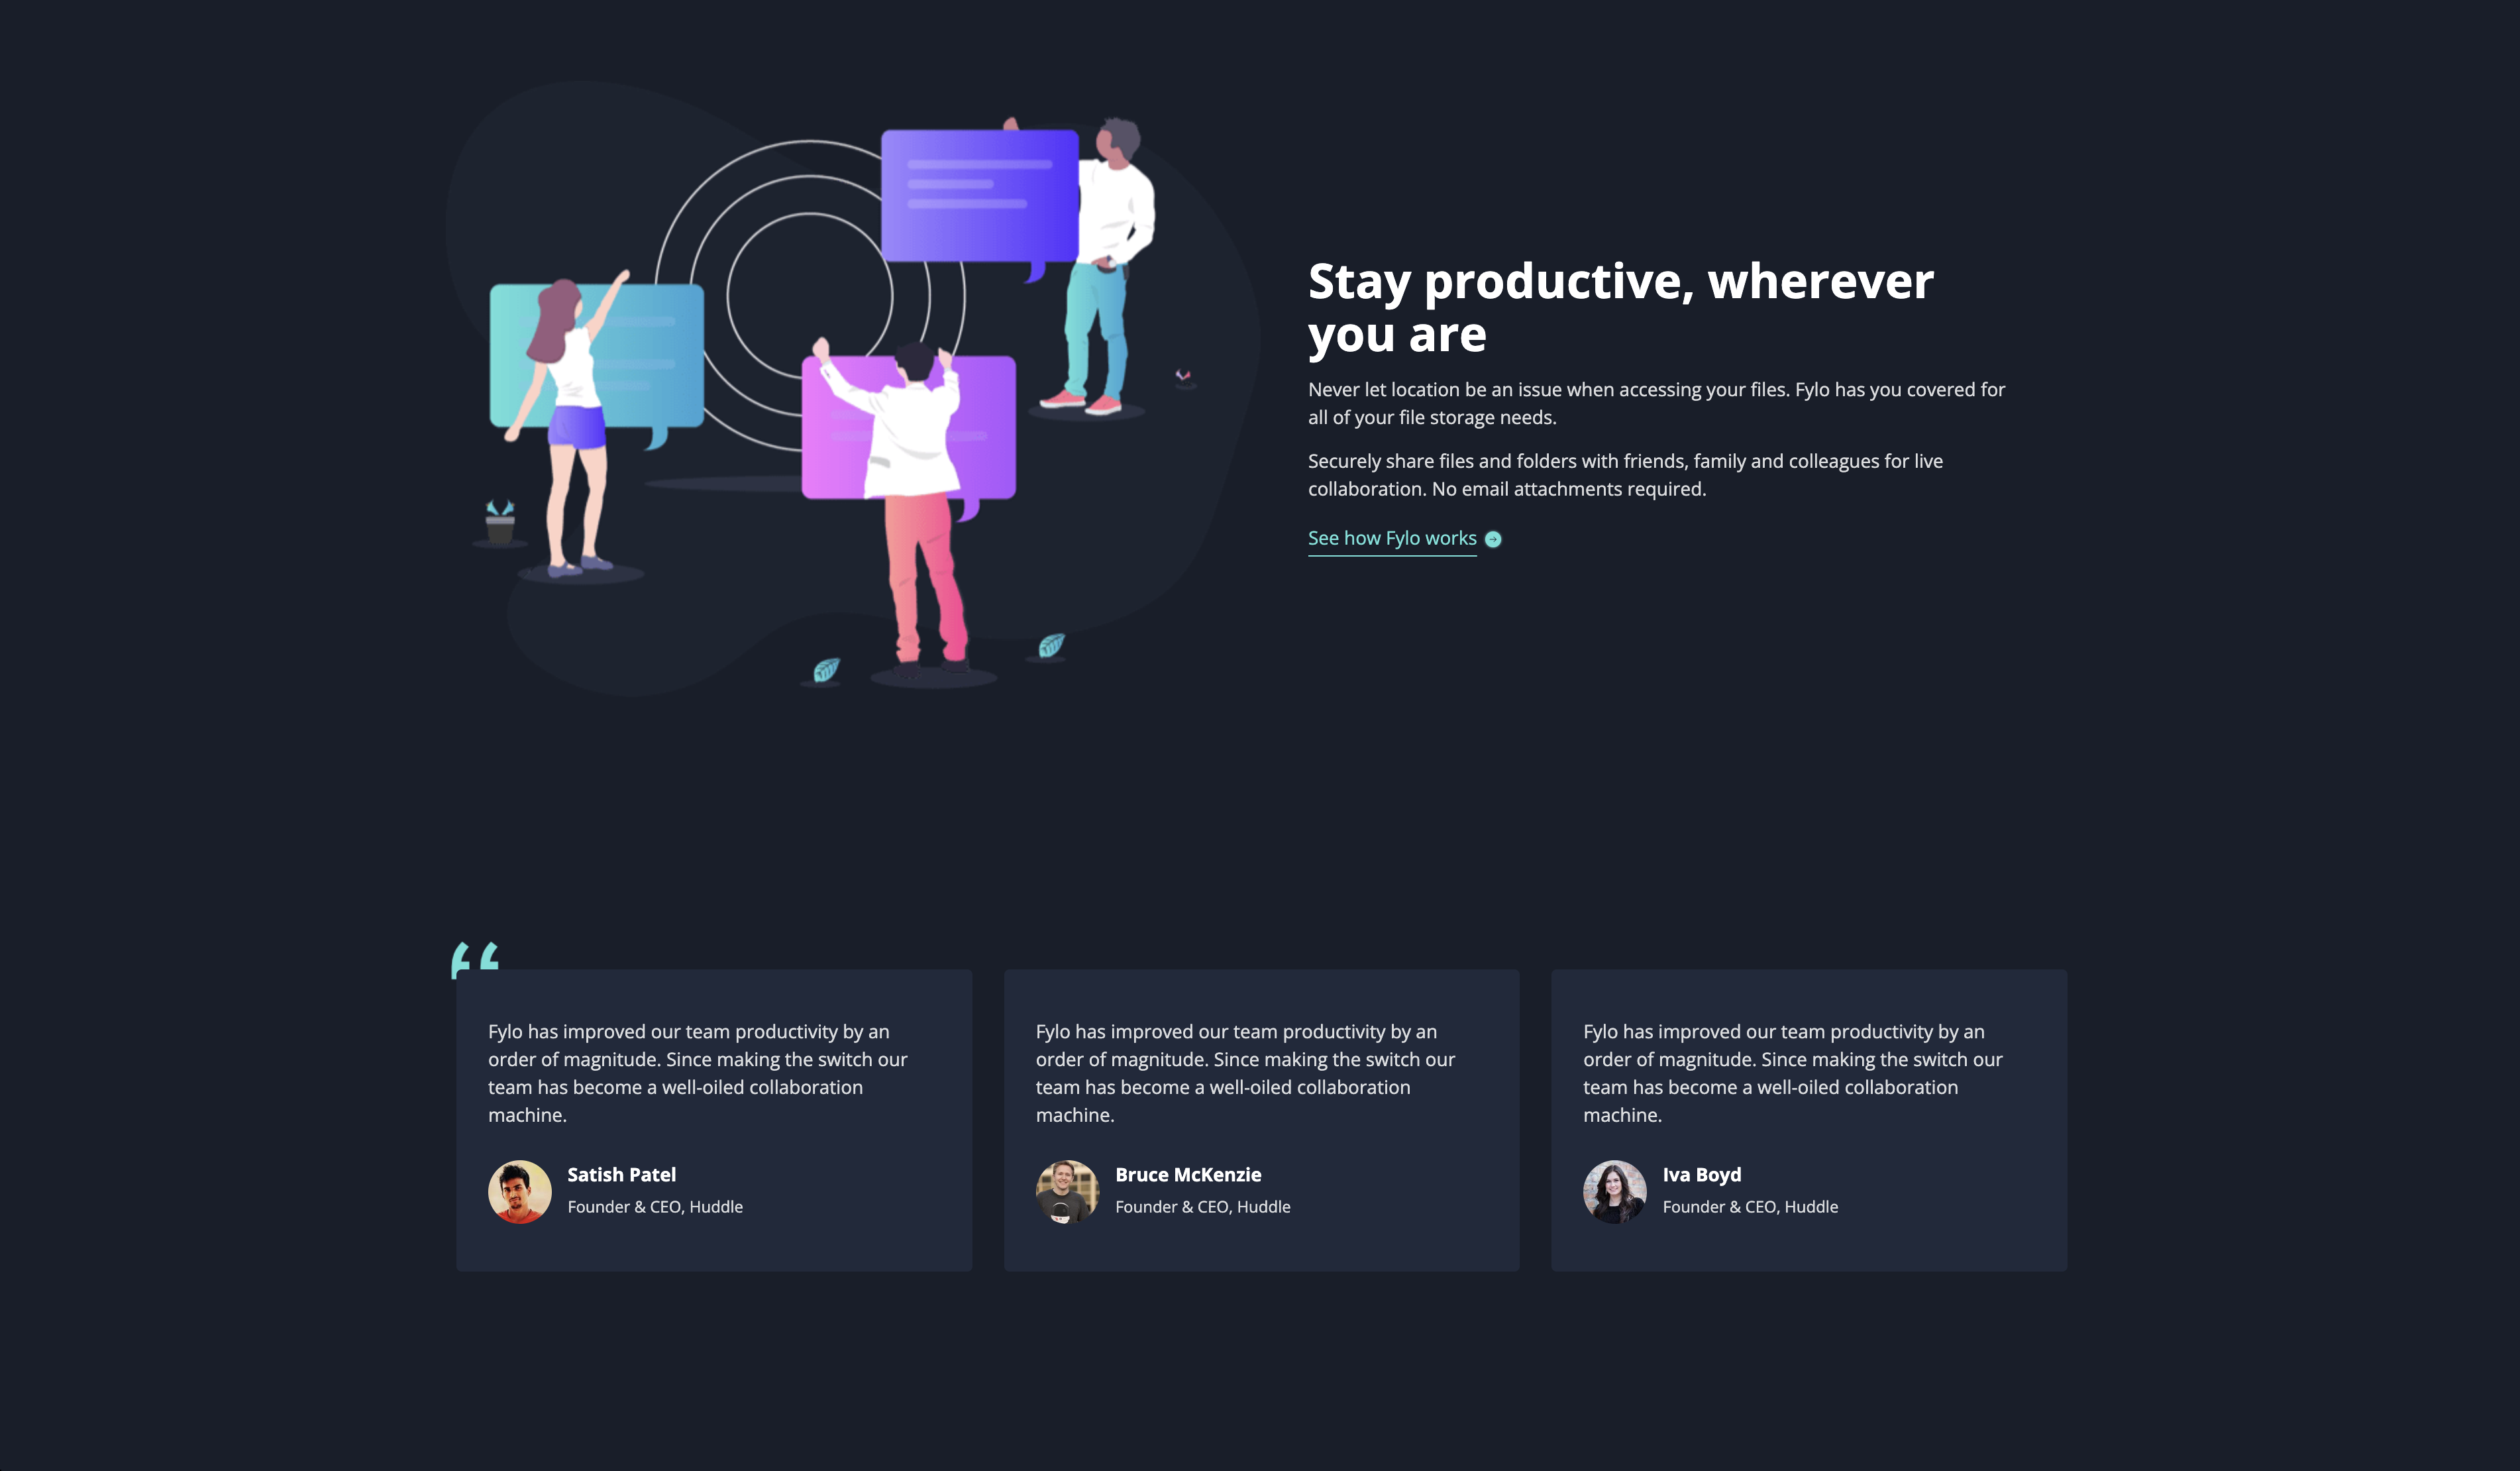 Stay productive, wherever
you are
Never let location be an issue when accessing your files. Fylo has you covered for
all of your file storage needs.
Securely share files and folders with friends, family and colleagues for live
collaboration. No email attachments required.
See how Fylo works
Fylo has improved our team productivity by an
order of magnitude. Since making the switch our
team has become a well-oiled collaboration
machine.
Satish Patel
Founder & CEO, Huddle
Fylo has improved our team productivity by an
order of magnitude. Since making the switch our
team has become a well-oiled collaboration
machine.
Bruce McKenzie
Founder & CEO, Huddle
Fylo has improved our team productivity by an
order of magnitude. Since making the switch our
team has become a well-oiled collaboration
machine.
Iva Boyd
Founder & CEO, Huddle